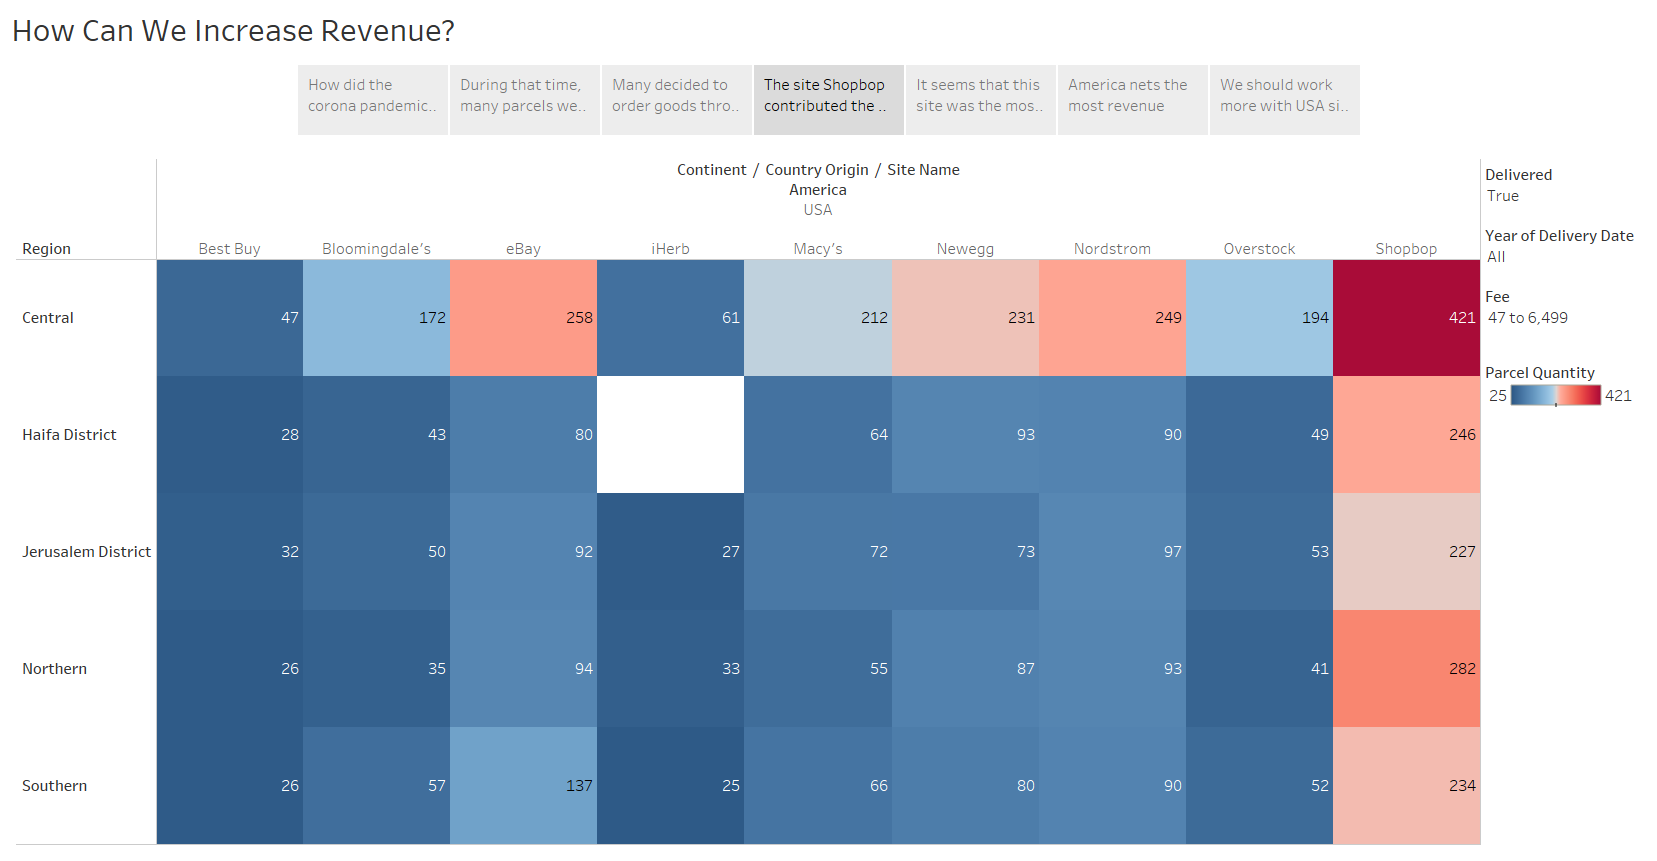 How Can We Increase Revenue?
How did the
corona pandemic..
During that time,
many parcels we..
Many decided to
order goods thro..
The site Shopbop
contributed the ..
It seems that this
site was the mos..
America nets the
most revenue
We should work
more with USA si..
Continent / Country Origin / Site Name
America
USA
Region Best Buy Bloomingdale's eBay iHerb Macy's Newegg Nordstrom Overstock Shopbop
Central 47 172 258 61 212 231 249 194 421
Haifa District 28 43 80 64 93 90 49 246
Jerusalem District 32 50 92 27 72 73 97 53 227
Northern 26 35 94 33 55 87 93 41 282
Southern 26 57 137 25 66 80 90 52 234
Delivered
True
Year of Delivery Date
All
Fee
47 to 6,499
Parcel Quantity
25 421